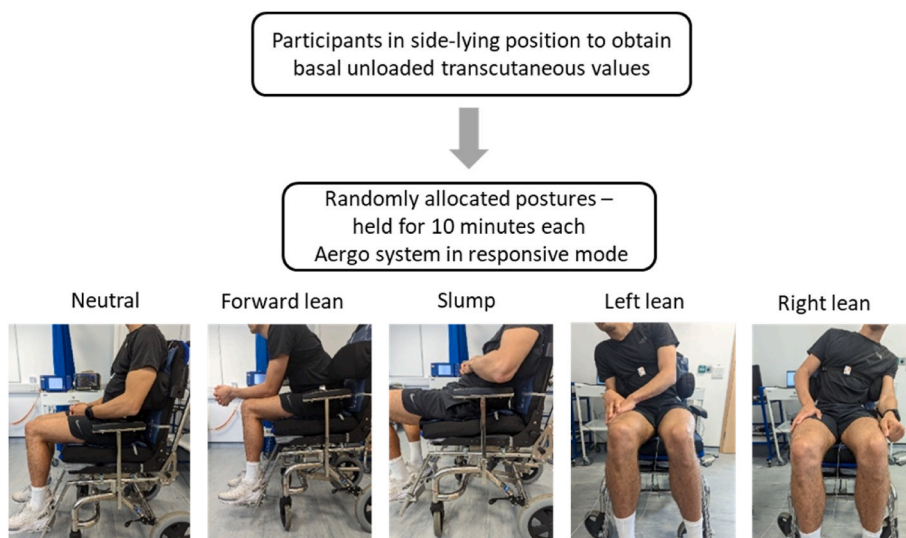 Participants in side-lying position to obtain
basal unloaded transcutaneous values
Randomly allocated postures –
held for 10 minutes each
Aergo system in responsive mode
Neutral
Forward lean
Slump
Left lean
Right lean